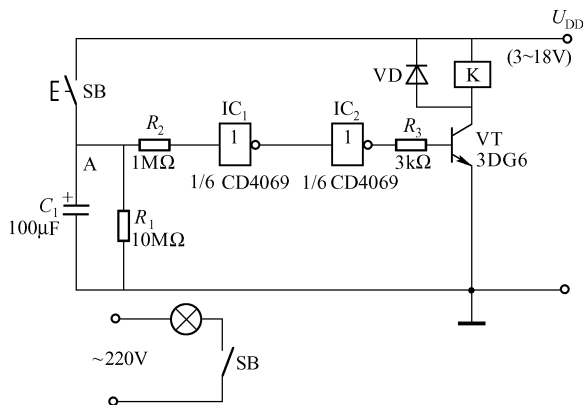 U_DD
(3~18V)
VD
K
SB
IC₁
IC₂
R₂
1
1
R₃
VT
A
1MΩ
3kΩ
3DG6
1/6 CD4069
1/6 CD4069
+
C₁
100μF
R₁
10MΩ
~220V
SB